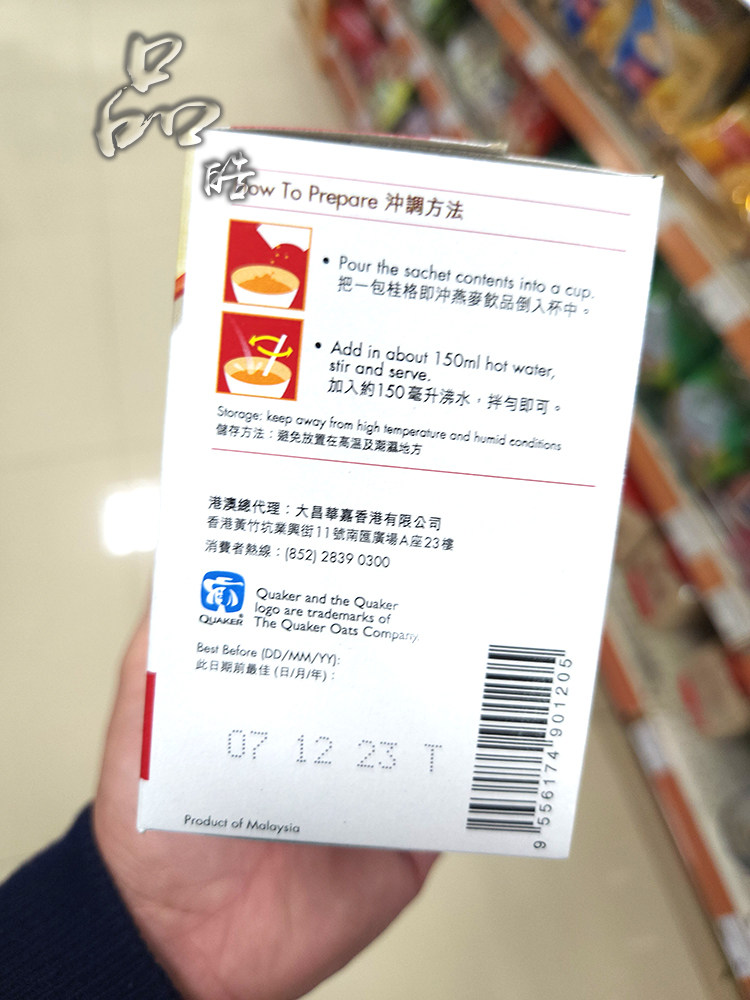 品
皓
How To Prepare 沖調方法
• Pour the sachet contents into a cup.
把一包桂格即沖燕麥飲品倒入杯中。
• Add in about 150ml hot water,
stir and serve.
加入約150毫升沸水，拌勻即可。
Storage: keep away from high temperature and humid conditions
儲存方法：避免放置在高溫及潮濕地方
港澳總代理：大昌華嘉香港有限公司
香港黃竹坑業興街11號南匯廣場A座23樓
消費者熱線：(852) 2839 0300
QUAKER®
Quaker and the Quaker
logo are trademarks of
The Quaker Oats Company.
Best Before (DD/MM/YY):
此日期前最佳 (日/月/年)：
07 12 23 T
Product of Malaysia
9 556174 901205